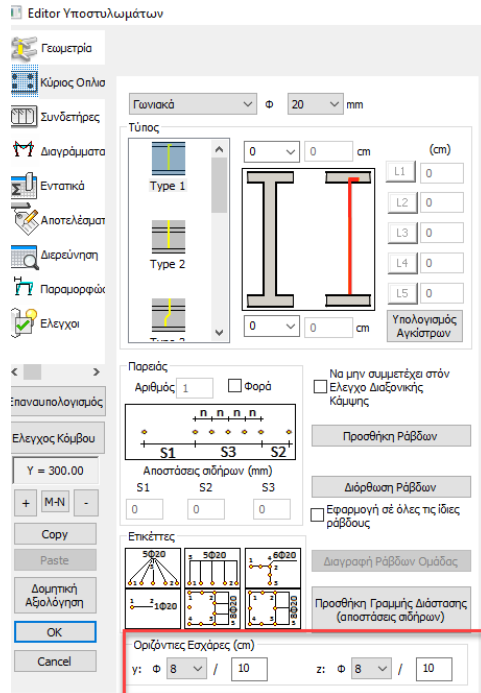 Editor Υποστυλωμάτων
Γεωμετρία
Κύριος Οπλισ
Συνδετήρες
Διαγράμματα
Εντατικά
Αποτελέσματ
Διερεύνηση
Παραμορφώσ
Ελεγχοι
< >
Επαναυπολογισμός
Ελεγχος Κόμβου
Υ = 300.00
+ M-N -
Copy
Paste
Δομητική
Αξιολόγηση
OK
Cancel
Γωνιακά Φ 20 mm
Τύπος
Type 1
Type 2
0 0 cm
(cm)
L1 0
L2 0
L3 0
L4 0
L5 0
0 0 cm
Υπολογισμός
Αγκίστρων
Παρειάς
Αριθμός 1 Φορά
n n n n
S1 S3 S2
Αποστάσεις σιδήρων (mm)
S1 S2 S3
0 0 0
Να μην συμμετέχει στόν
Ελεγχο Διαξονικής
Κάμψης
Προσθήκη Ράβδων
Διόρθωση Ράβδων
Εφαρμογή σέ όλες τις ίδιες
ράβδους
Διαγραφή Ράβδων Ομάδας
Προσθήκη Γραμμής Διάστασης
(αποστάσεις σιδήρων)
Ετικέττες
5Φ20
5Φ20
6Φ20
1Φ20
8Φ20
8Φ20
Οριζόντιες Εσχάρες (cm)
y: Φ 8 / 10 z: Φ 8 / 10